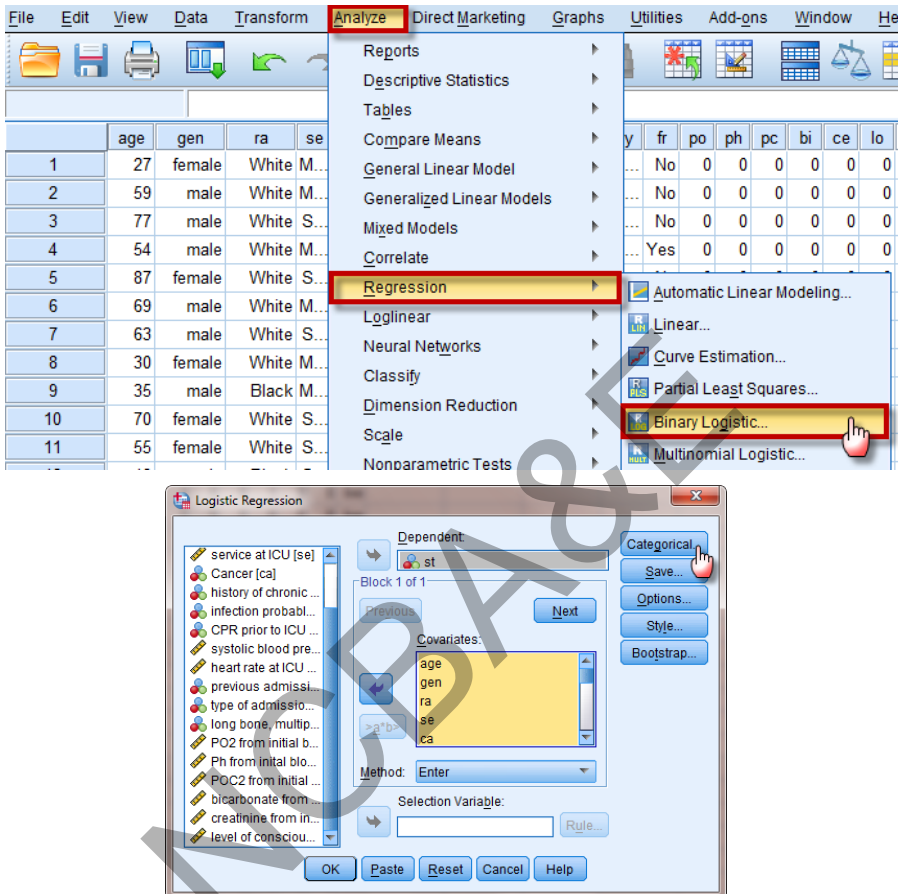 File Edit View Data Transform Analyze Direct Marketing Graphs Utilities Add-ons Window He
Reports
Descriptive Statistics
Tables
Compare Means
General Linear Model
Generalized Linear Models
Mixed Models
Correlate
Regression
Loglinear
Neural Networks
Classify
Dimension Reduction
Scale
Nonparametric Tests
age gen ra se y fr po ph pc bi ce lo
1 27 female White M... ... No 0 0 0 0 0 0
2 59 male White M... ... No 0 0 0 0 0 0
3 77 male White S... ... No 0 0 0 0 0 0
4 54 male White M... ... Yes 0 0 0 0 0 0
5 87 female White S...
6 69 male White M...
7 63 male White S...
8 30 female White M...
9 35 male Black M...
10 70 female White S...
11 55 female White S...
Automatic Linear Modeling...
Linear...
Curve Estimation...
Partial Least Squares...
Binary Logistic...
Multinomial Logistic...
Logistic Regression
service at ICU [se]
Cancer [ca]
history of chronic ...
infection probabl...
CPR prior to ICU ...
systolic blood pre...
heart rate at ICU ...
previous admissi...
type of admissio...
long bone, multip...
PO2 from initial b...
Ph from inital blo...
POC2 from initial ...
bicarbonate from ...
creatinine from in...
level of consciou...
Dependent:
st
Block 1 of 1
Previous Next
Covariates:
age
gen
ra
se
ca
>a*b>
Method: Enter
Selection Variable:
Rule...
Categorical...
Save...
Options...
Style...
Bootstrap...
OK Paste Reset Cancel Help
NCBA&E